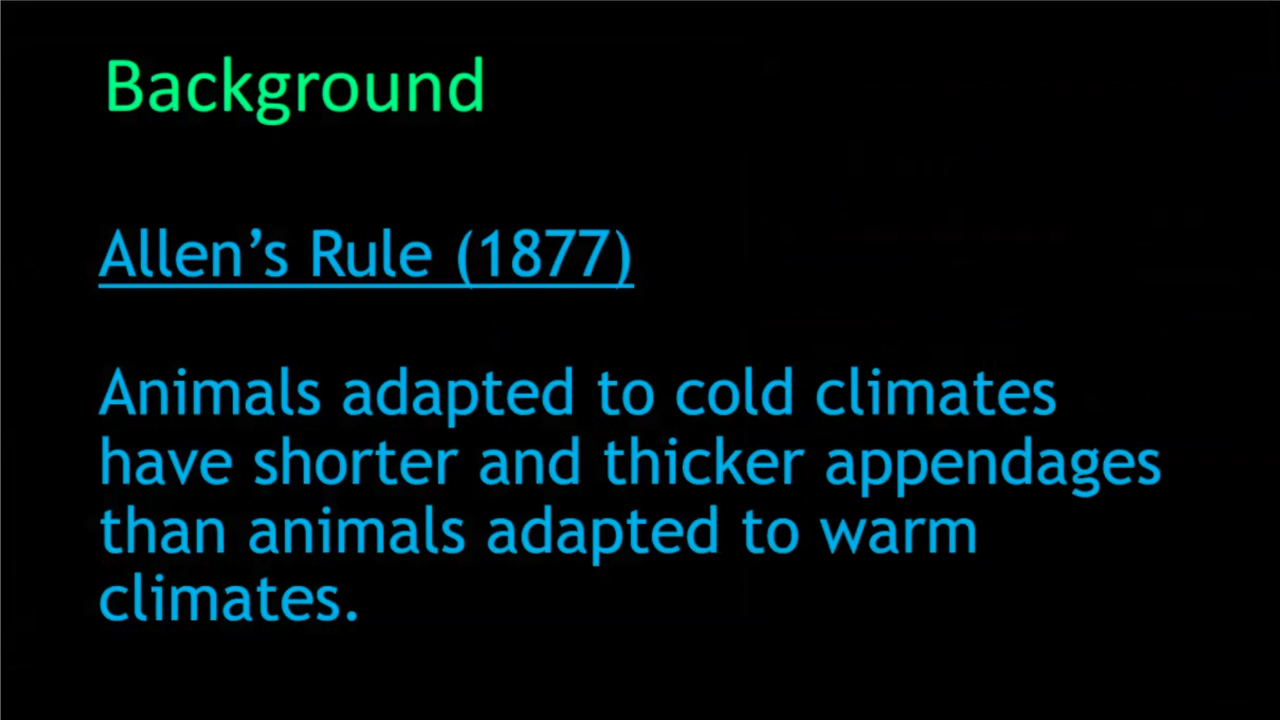 Background
Allen’s Rule (1877)
Animals adapted to cold climates
have shorter and thicker appendages
than animals adapted to warm
climates.